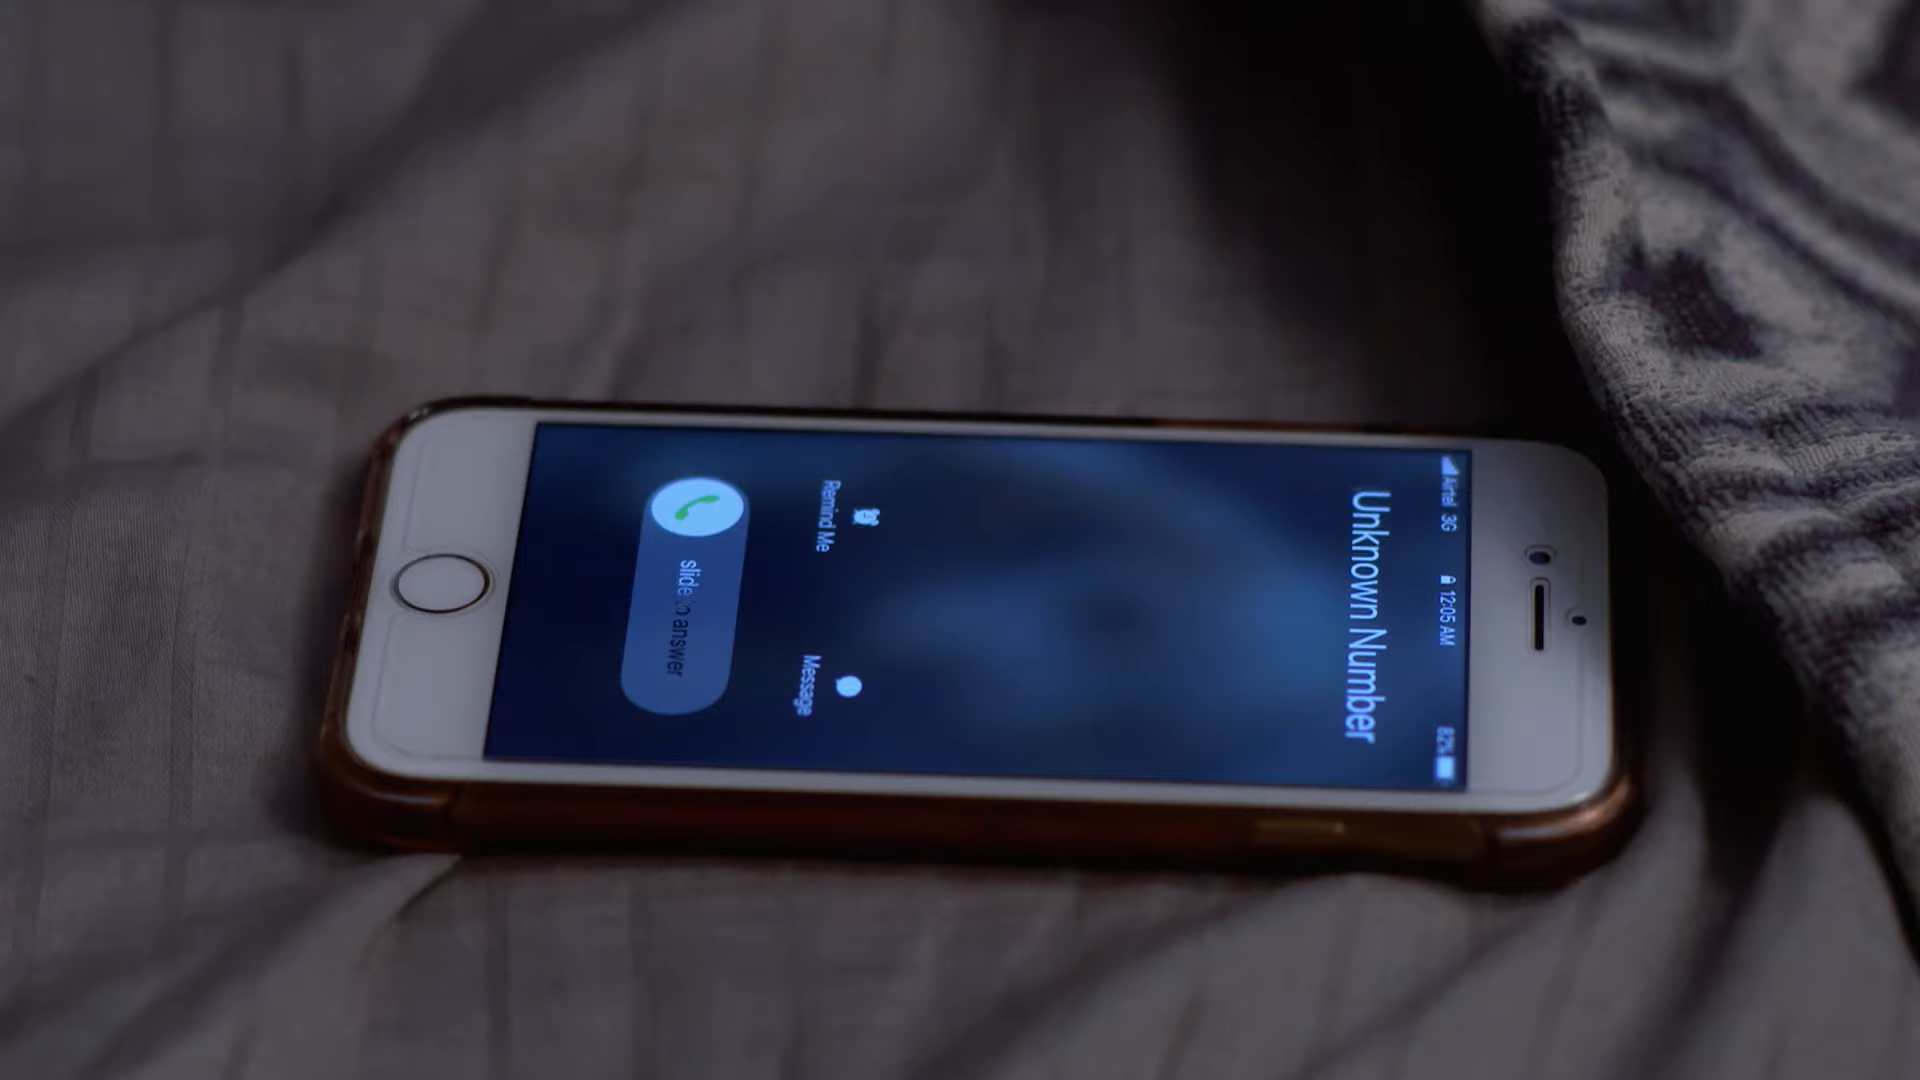 Airtel 3G 12:05 AM 82%
Unknown Number
Remind Me Message
slide to answer